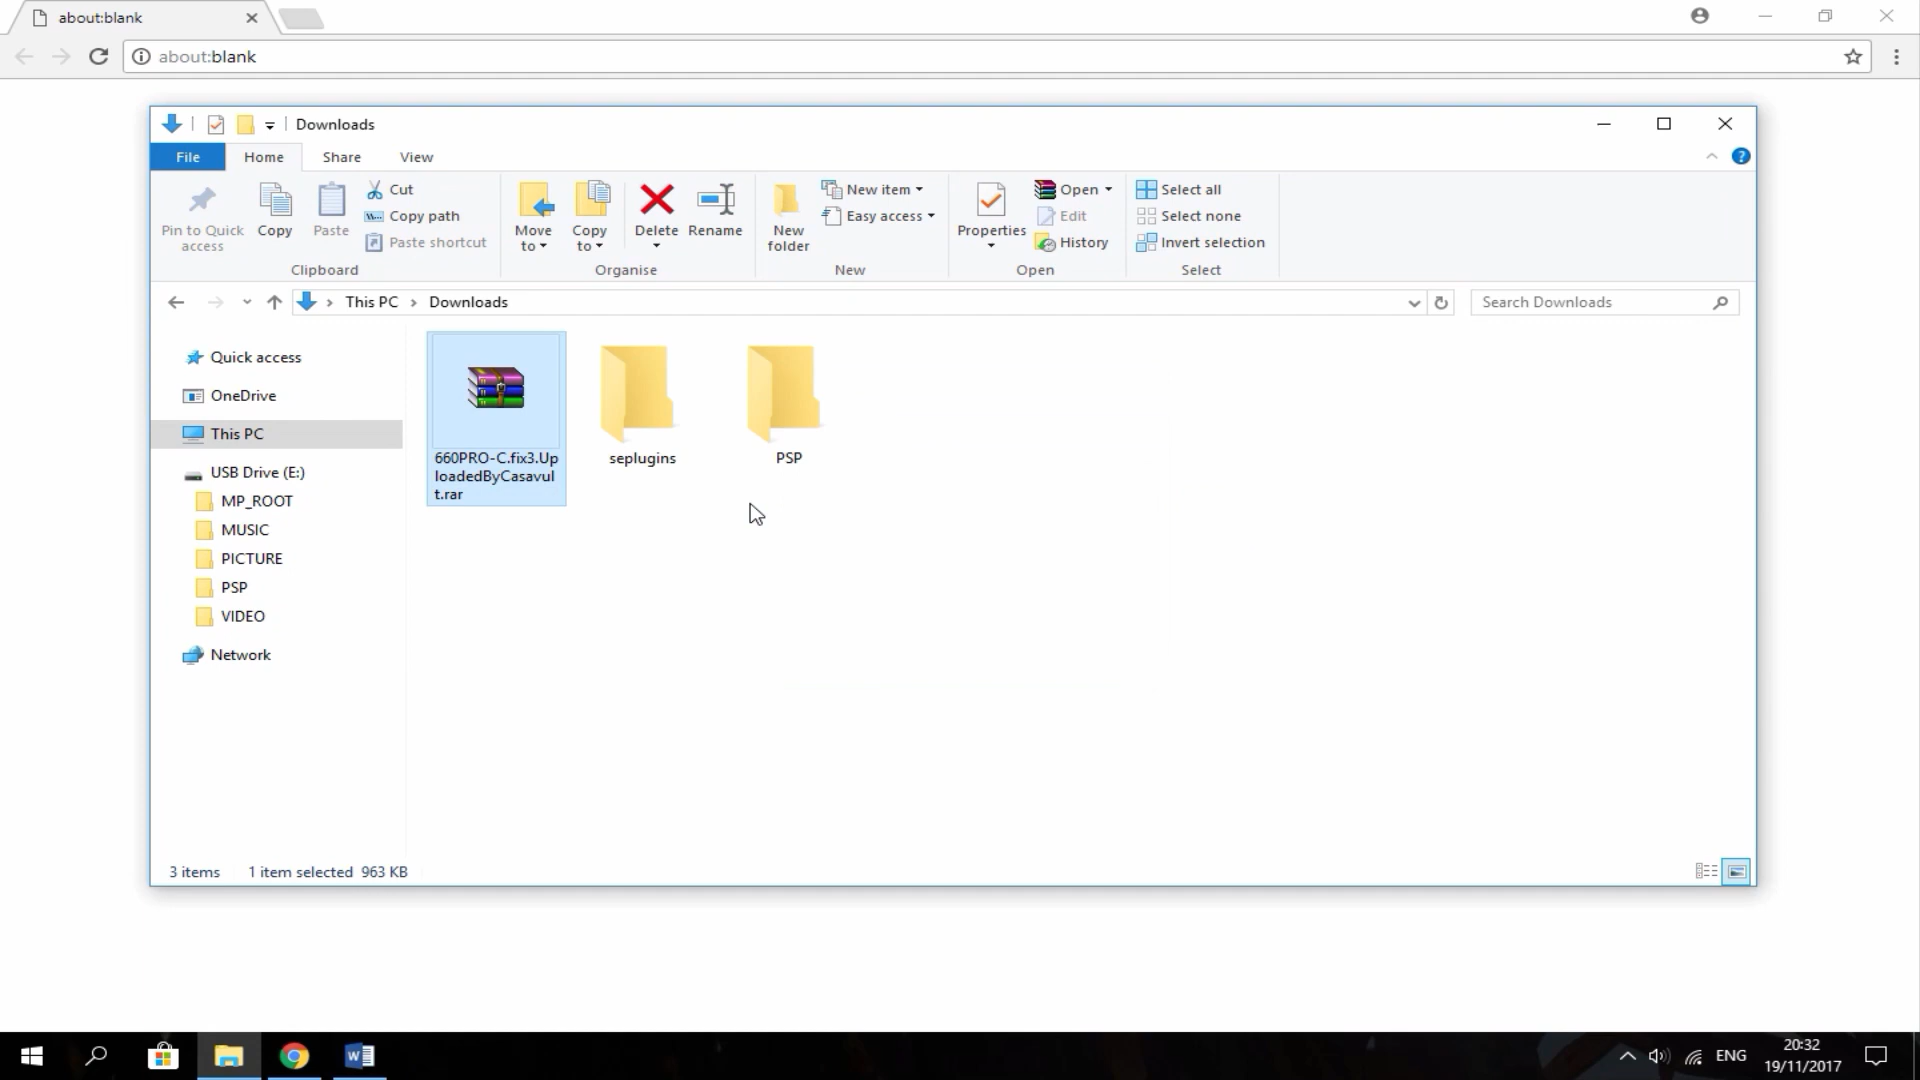 about:blank
about:blank
Downloads
File
Home
Share
View
Pin to Quick
access
Copy
Paste
Cut
Copy path
Paste shortcut
Clipboard
Move
to
Copy
to
Delete
Rename
Organise
New
folder
New item
Easy access
New
Properties
Open
Edit
History
Open
Select all
Select none
Invert selection
Select
This PC
Downloads
Search Downloads
Quick access
OneDrive
This PC
USB Drive (E:)
MP_ROOT
MUSIC
PICTURE
PSP
VIDEO
Network
660PRO-C.fix3.Up
loadedByCasavul
t.rar
seplugins
PSP
3 items
1 item selected 963 KB
ENG
20:32
19/11/2017